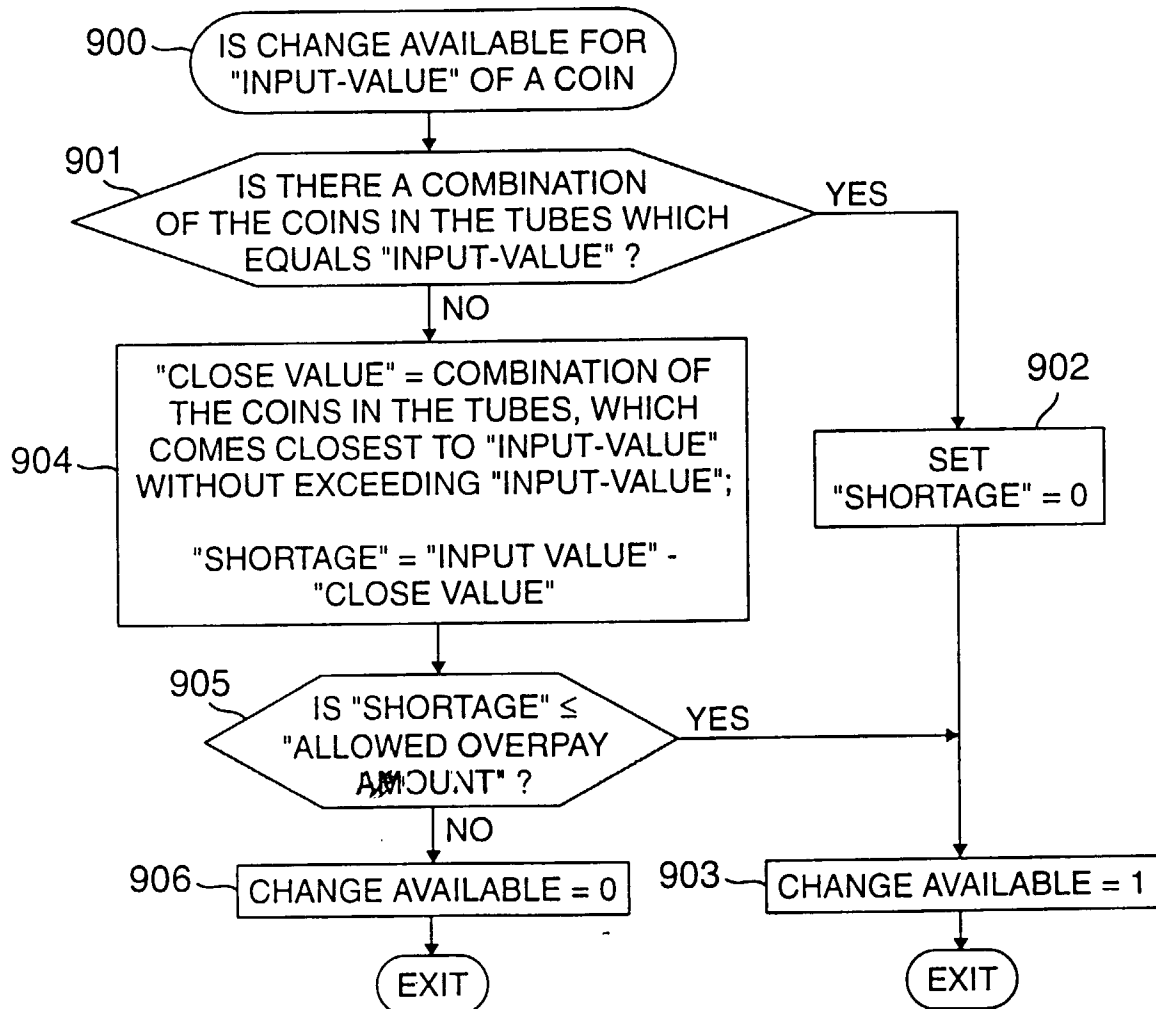 900
IS CHANGE AVAILABLE FOR
"INPUT-VALUE" OF A COIN
901
IS THERE A COMBINATION
OF THE COINS IN THE TUBES WHICH
EQUALS "INPUT-VALUE" ?
YES
NO
"CLOSE VALUE" = COMBINATION OF
THE COINS IN THE TUBES, WHICH
COMES CLOSEST TO "INPUT-VALUE"
WITHOUT EXCEEDING "INPUT-VALUE";
"SHORTAGE" = "INPUT VALUE" -
"CLOSE VALUE"
904
902
SET
"SHORTAGE" = 0
905
IS "SHORTAGE" ≤
"ALLOWED OVERPAY
AMOUNT" ?
YES
NO
906
CHANGE AVAILABLE = 0
903
CHANGE AVAILABLE = 1
EXIT
EXIT